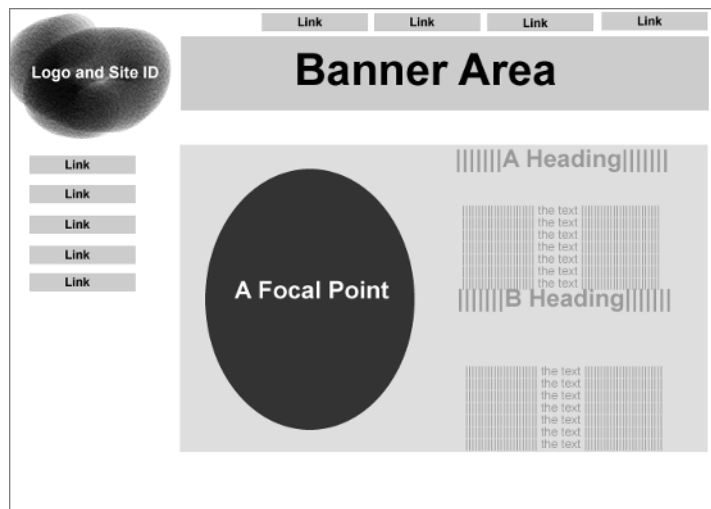 Link
Link
Link
Link
Logo and Site ID
Banner Area
Link
Link
Link
Link
Link
A Focal Point
|||||||A Heading|||||||
the text
the text
the text
the text
the text
the text
the text
|||||||B Heading|||||||
the text
the text
the text
the text
the text
the text
the text